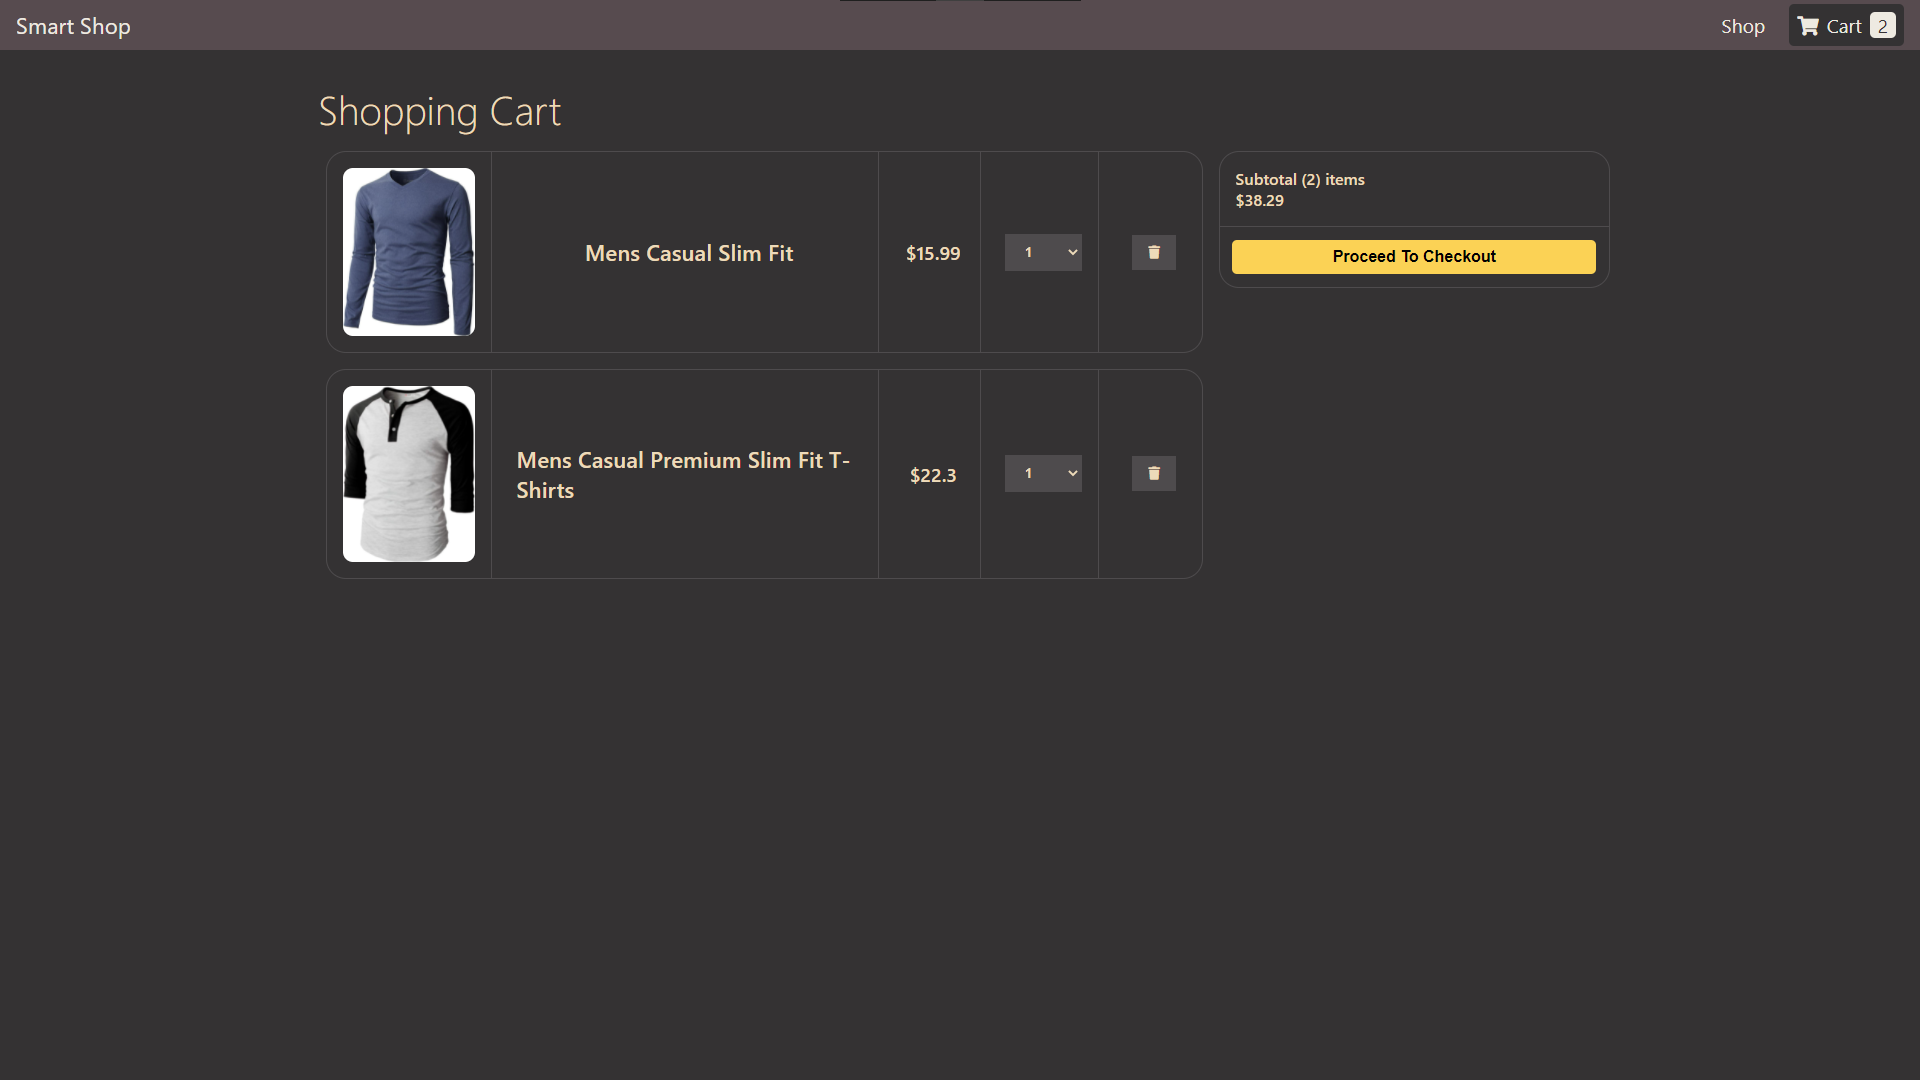 Smart Shop
Shop
Cart 2
Shopping Cart
Mens Casual Slim Fit
$15.99
1
Mens Casual Premium Slim Fit T-
Shirts
$22.3
1
Subtotal (2) items
$38.29
Proceed To Checkout